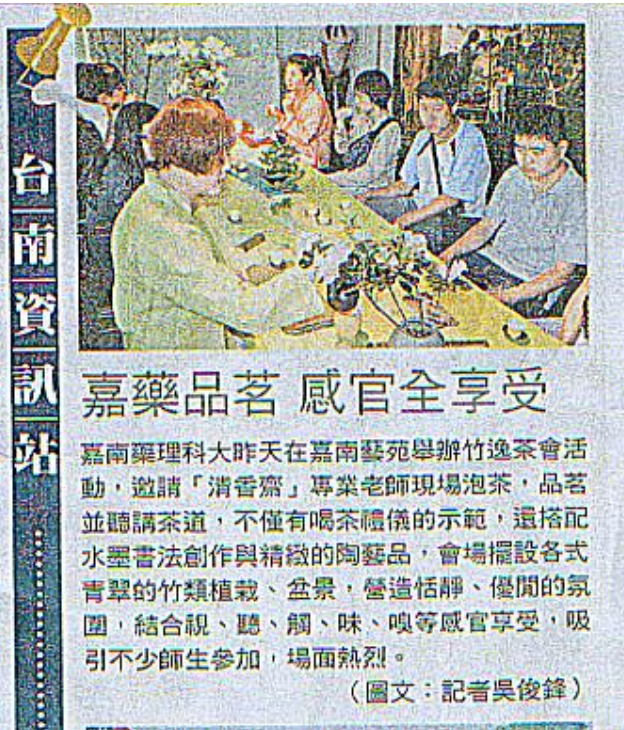 台南資訊站
嘉藥品茗 感官全享受
嘉南藥理科大昨天在嘉南藝苑舉辦竹逸茶會活
動，邀請「清香齋」專業老師現場泡茶，品茗
並聽講茶道，不僅有喝茶禮儀的示範，還搭配
水墨書法創作與精緻的陶藝品，會場擺設各式
青翠的竹類植栽、盆景，營造恬靜、優閒的氛
圍，結合視、聽、觸、味、嗅等感官享受，吸
引不少師生參加，場面熱烈。
（圖文：記者吳俊鋒）